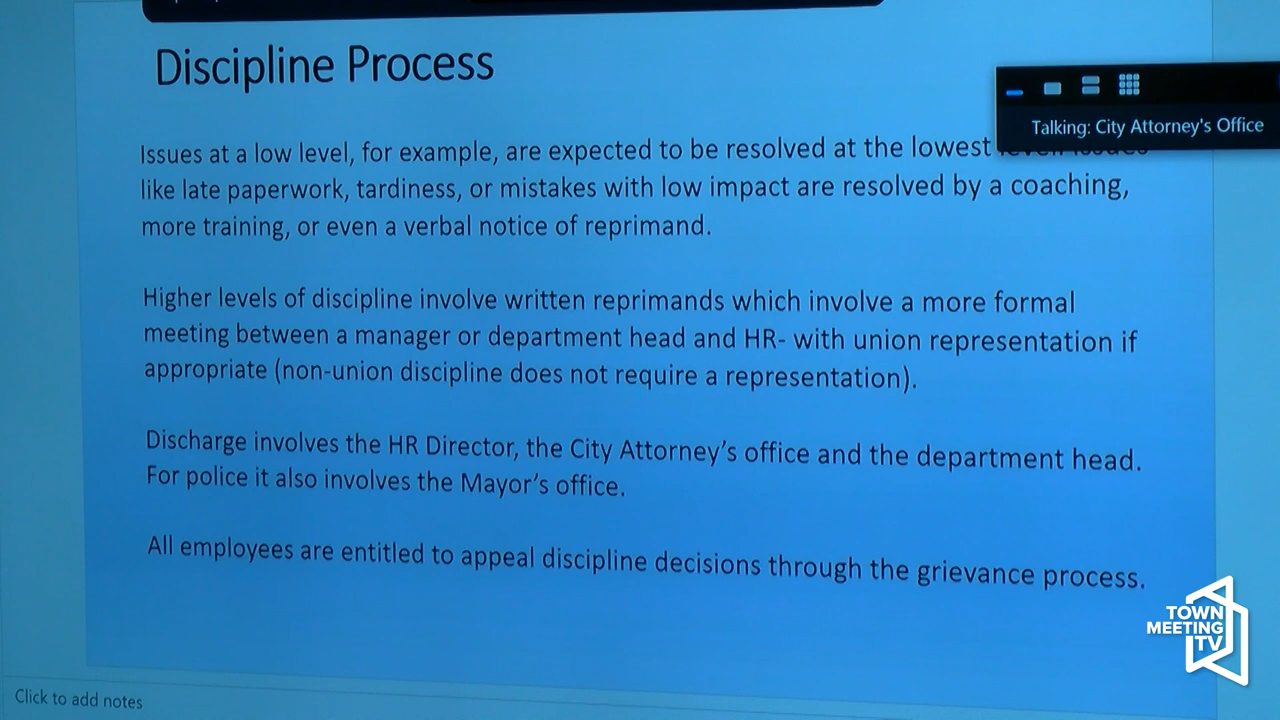 Discipline Process
Talking: City Attorney's Office
Issues at a low level, for example, are expected to be resolved at the lowest
like late paperwork, tardiness, or mistakes with low impact are resolved by a coaching,
more training, or even a verbal notice of reprimand.
Higher levels of discipline involve written reprimands which involve a more formal
meeting between a manager or department head and HR- with union representation if
appropriate (non-union discipline does not require a representation).
Discharge involves the HR Director, the City Attorney's office and the department head.
For police it also involves the Mayor's office.
All employees are entitled to appeal discipline decisions through the grievance process.
TOWN
MEETING
TV
Click to add notes